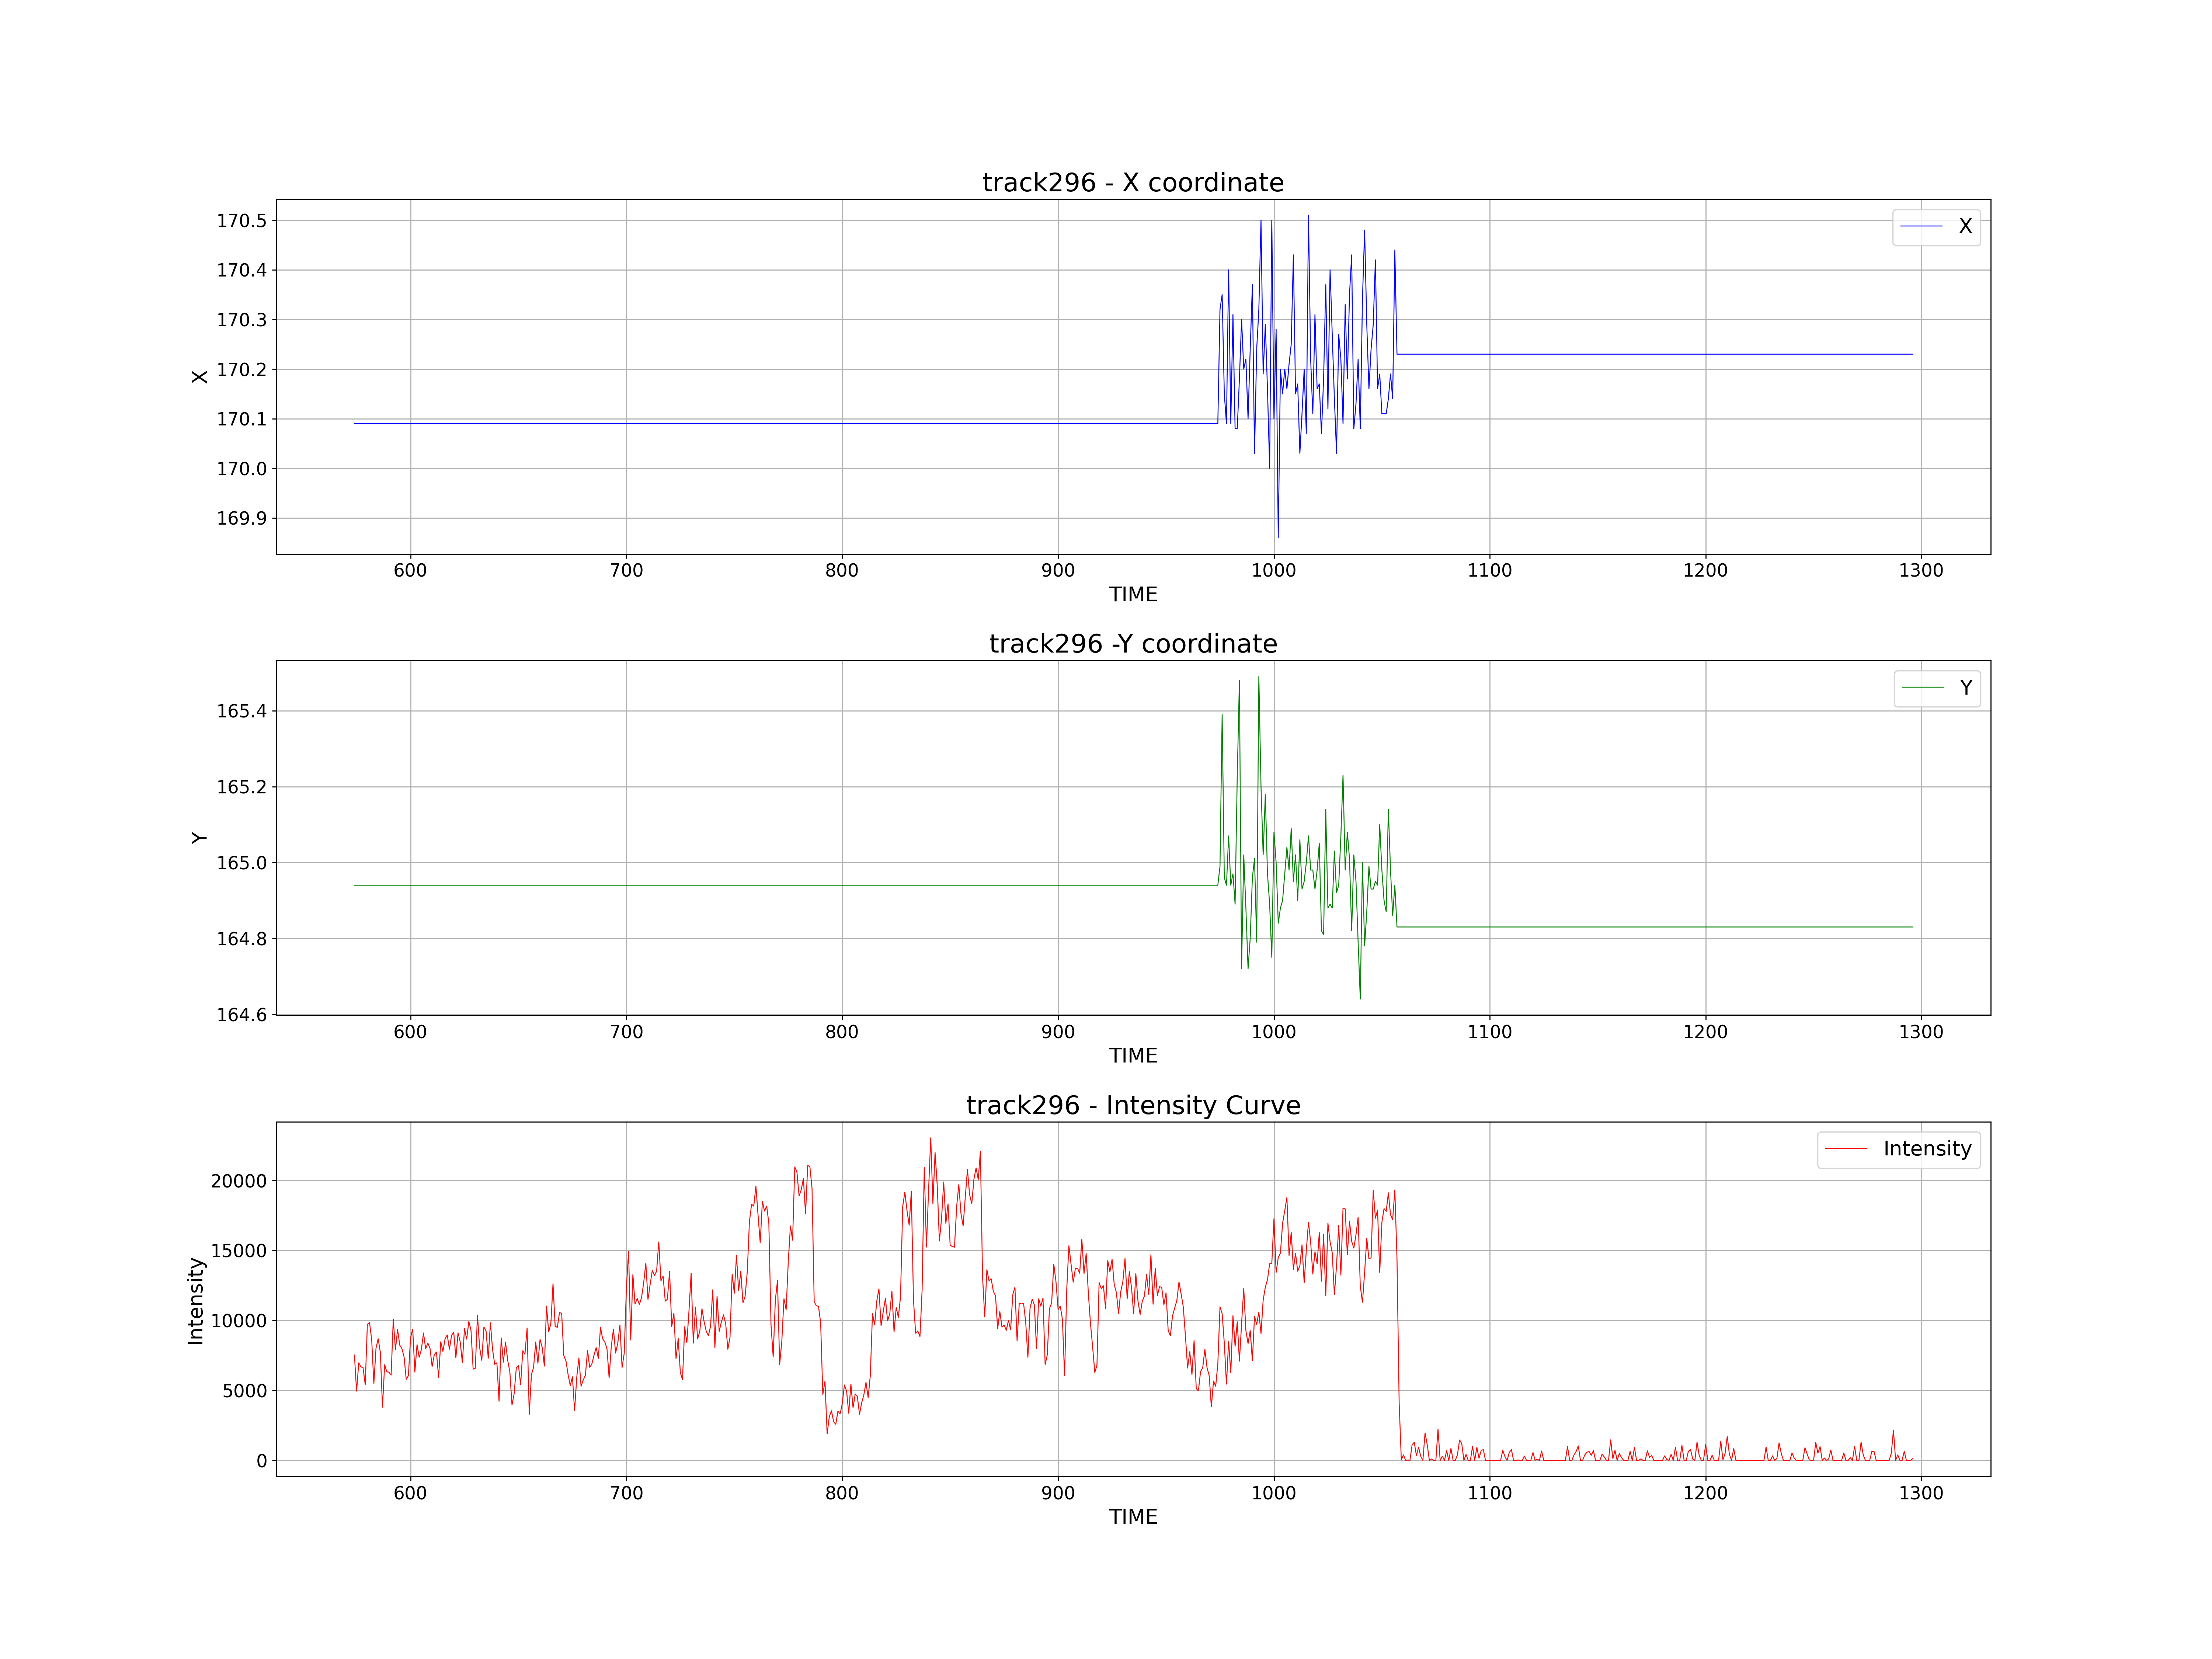 track296 - X coordinate
X
170.5
170.4
170.3
170.2
170.1
170.0
169.9
X
600 700 800 900 1000 1100 1200 1300
TIME
track296 -Y coordinate
Y
165.4
165.2
165.0
164.8
164.6
Y
600 700 800 900 1000 1100 1200 1300
TIME
track296 - Intensity Curve
Intensity
20000
15000
10000
5000
0
Intensity
600 700 800 900 1000 1100 1200 1300
TIME